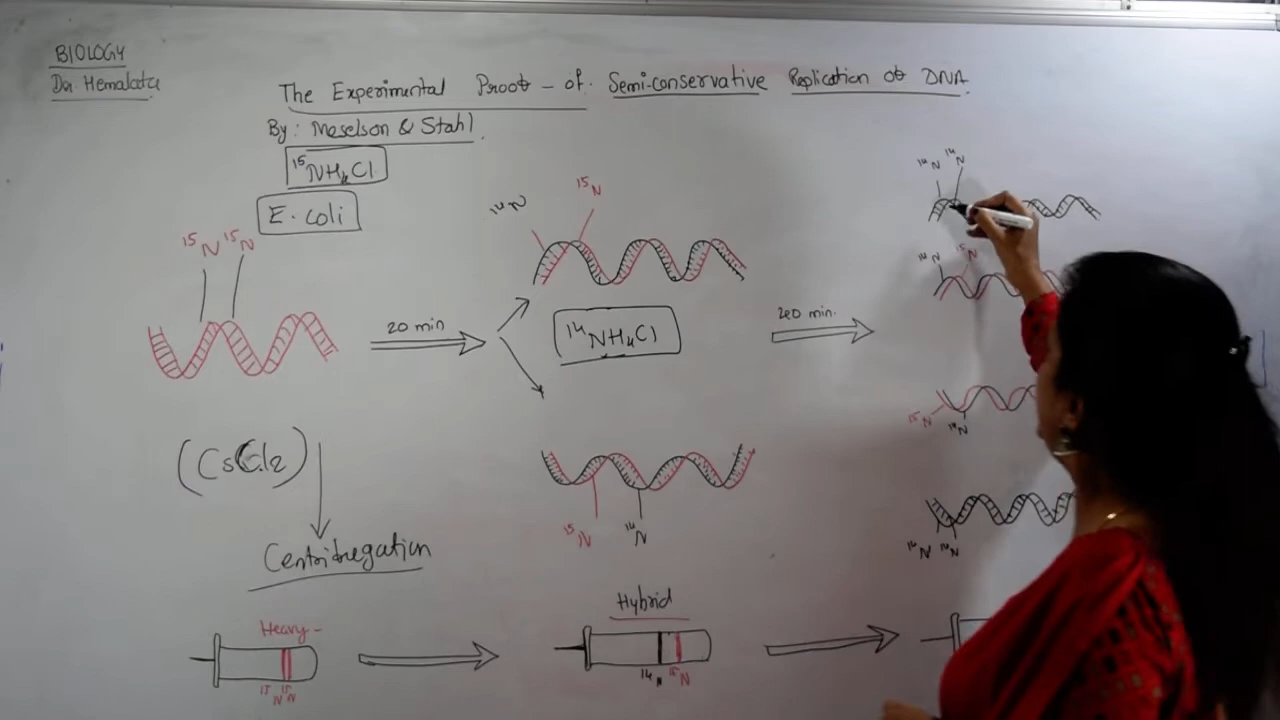 BIOLOGY
Dr. Hemalata
The Experimental Proof - of. Semi-conservative Replication of DNA
By: Meselson & Stahl.
¹⁵NH₄Cl
E. coli
¹⁵N ¹⁵N
20 min
¹⁴N ¹⁵N
¹⁴NH₄Cl
¹⁵N ¹⁴N
(CsCl₂)
Centrifugation
Heavy-
¹⁵N ¹⁵N
Hybrid
¹⁴N ¹⁵N
¹⁴N ¹⁴N
¹⁴N ¹⁵N
¹⁵N ¹⁴N
¹⁴N ¹⁴N